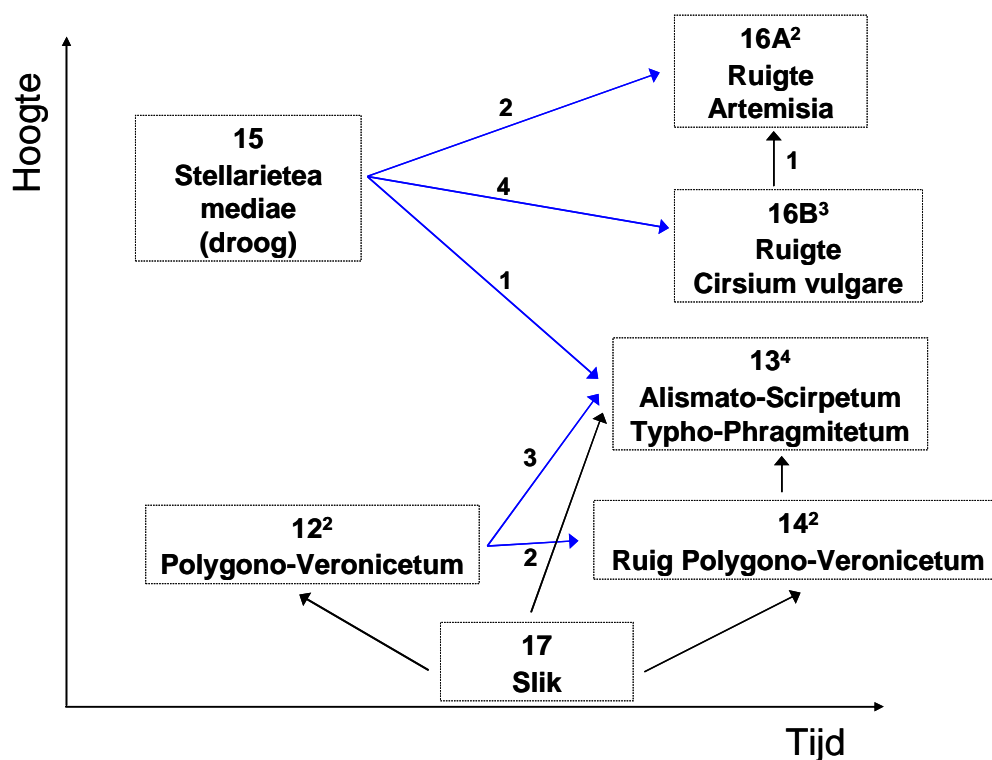 Hoogte
16A²
Ruigte
Artemisia
2
15
Stellarietea
mediae
(droog)
1
4
16B³
Ruigte
Cirsium vulgare
1
13⁴
Alismato-Scirpetum
Typho-Phragmitetum
3
12²
Polygono-Veronicetum
2
14²
Ruig Polygono-Veronicetum
17
Slik
Tijd